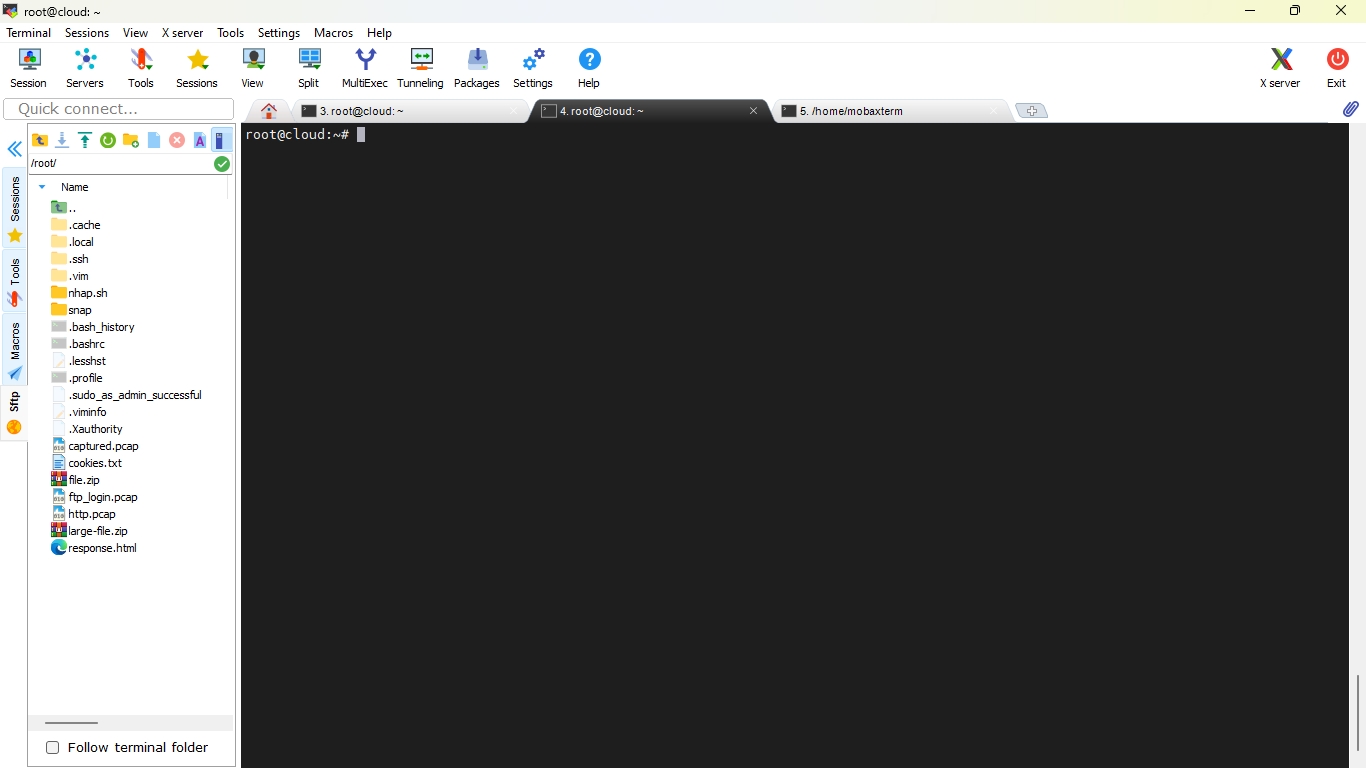 root@cloud: ~
Terminal Sessions View X server Tools Settings Macros Help
Session Servers Tools Sessions View Split MultiExec Tunneling Packages Settings Help X server Exit
Quick connect...
3. root@cloud: ~
4. root@cloud: ~
5. /home/mobaxterm
/root/
Name
..
.cache
.local
.ssh
.vim
nhap.sh
snap
.bash_history
.bashrc
.lesshst
.profile
.sudo_as_admin_successful
.viminfo
.Xauthority
captured.pcap
cookies.txt
file.zip
ftp_login.pcap
http.pcap
large-file.zip
response.html
Follow terminal folder
Sessions
Tools
Macros
Sftp
root@cloud:~#